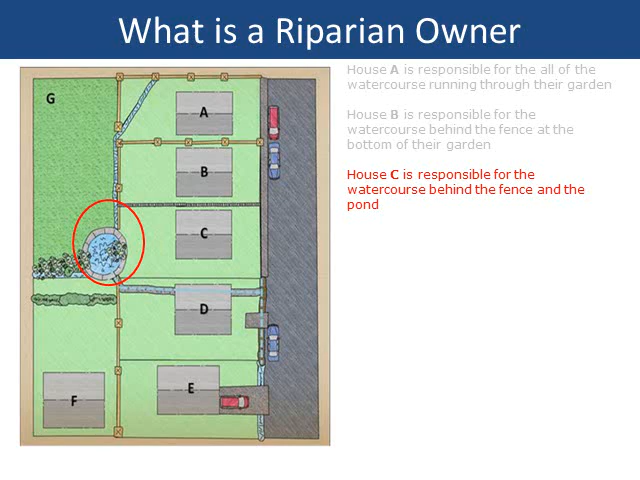 What is a Riparian Owner
House A is responsible for the all of the
watercourse running through their garden
House B is responsible for the
watercourse behind the fence at the
bottom of their garden
House C is responsible for the
watercourse behind the fence and the
pond
G
A
B
C
D
E
F